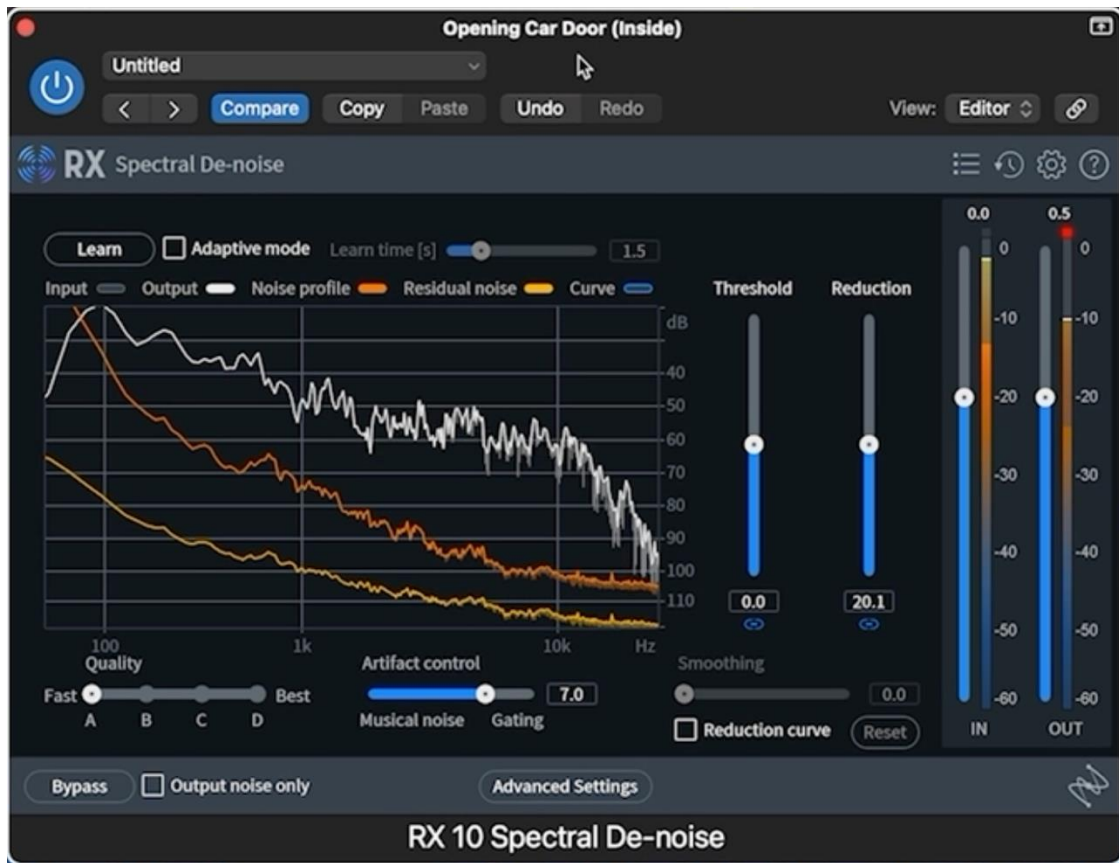 Opening Car Door (Inside)
Untitled
Compare Copy Paste Undo Redo View: Editor
RX Spectral De-noise
Learn Adaptive mode Learn time [s] 1.5
Input Output Noise profile Residual noise Curve
Threshold Reduction
0.0 0.5
dB
40
50
60
70
80
90
100
110
100 1k 10k Hz
0.0 20.1
0 0
-10 -10
-20 -20
-30 -30
-40 -40
-50 -50
-60 -60
IN OUT
Quality Artifact control Smoothing
Fast Best 7.0 0.0
A B C D Musical noise Gating
Reduction curve Reset
Bypass Output noise only Advanced Settings
RX 10 Spectral De-noise